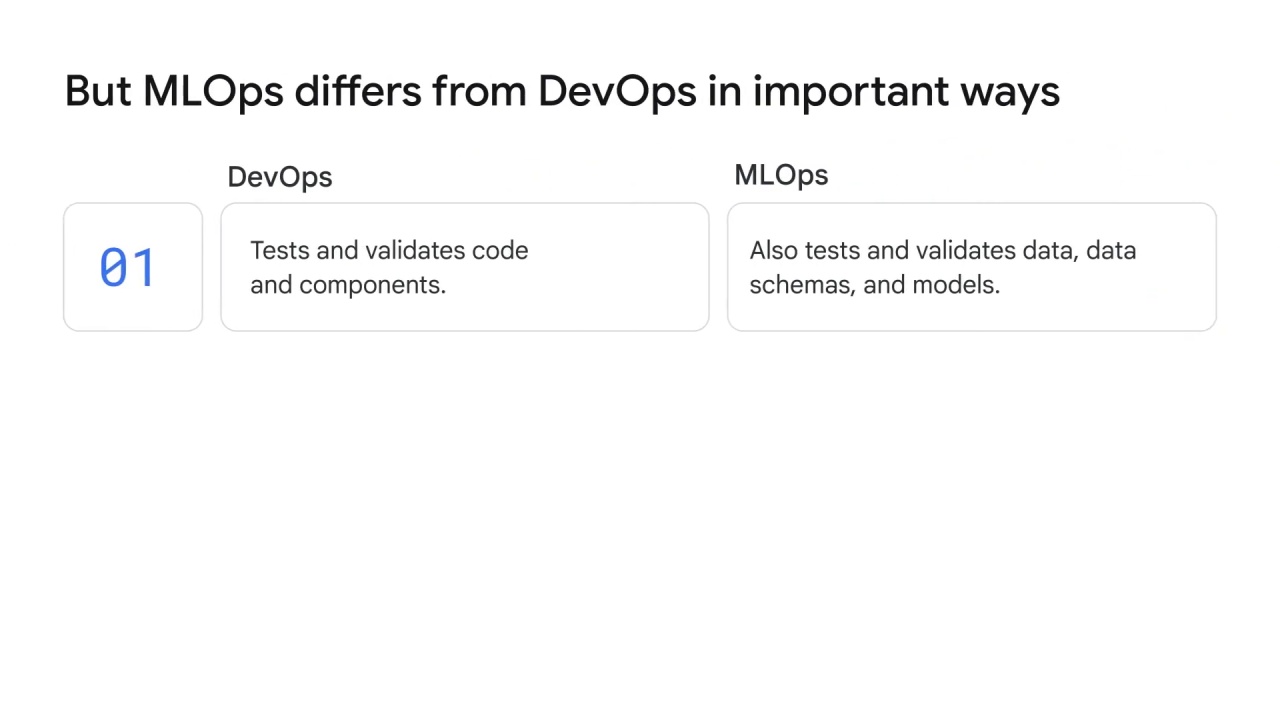 But MLOps differs from DevOps in important ways
DevOps
MLOps
01
Tests and validates code
and components.
Also tests and validates data, data
schemas, and models.